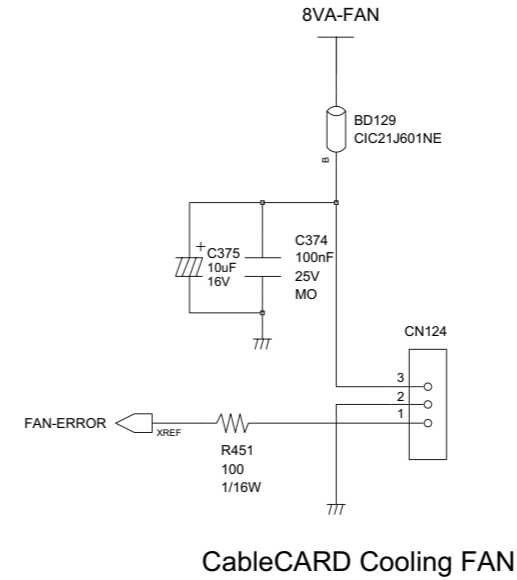 8VA-FAN
BD129
CIC21J601NE
B
C375
10uF
16V
C374
100nF
25V
MO
CN124
3
2
1
FAN-ERROR
XREF
R451
100
1/16W
CableCARD Cooling FAN